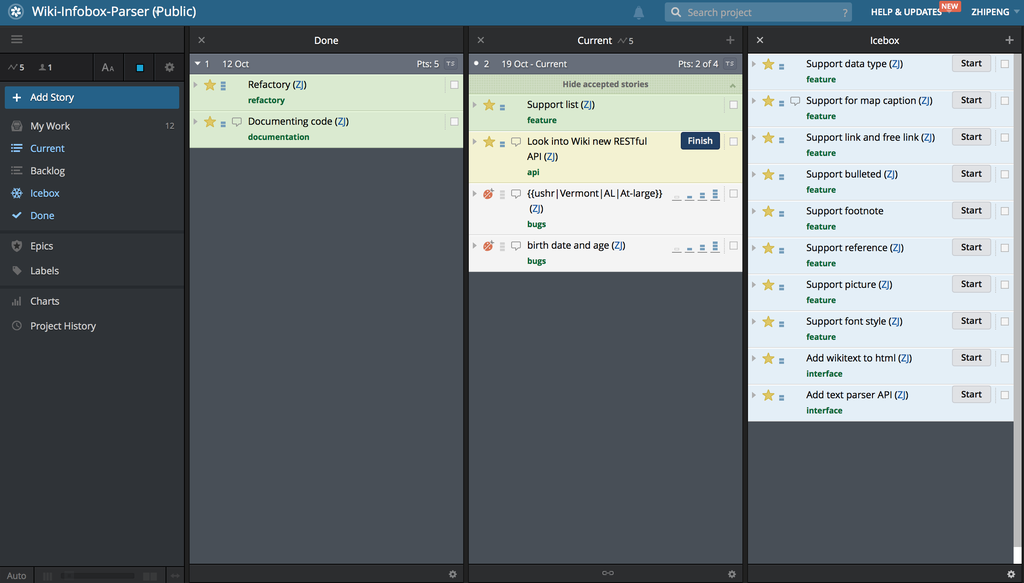 Wiki-Infobox-Parser (Public)
Search project
?
HELP & UPDATES
NEW
ZHIPENG
5
1
AA
Add Story
My Work 12
Current
Backlog
Icebox
Done
Epics
Labels
Charts
Project History
Auto
Done
1 12 Oct Pts: 5 TS
Refactory (ZJ)
refactory
Documenting code (ZJ)
documentation
Current 5
2 19 Oct - Current Pts: 2 of 4 TS
Hide accepted stories
Support list (ZJ)
feature
Look into Wiki new RESTful
API (ZJ)
Finish
api
{{ushr|Vermont|AL|At-large}}
(ZJ)
bugs
birth date and age (ZJ)
bugs
Icebox
Support data type (ZJ) Start
feature
Support for map caption (ZJ) Start
feature
Support link and free link (ZJ) Start
feature
Support bulleted (ZJ) Start
feature
Support footnote Start
feature
Support reference (ZJ) Start
feature
Support picture (ZJ) Start
feature
Support font style (ZJ) Start
feature
Add wikitext to html (ZJ) Start
interface
Add text parser API (ZJ) Start
interface